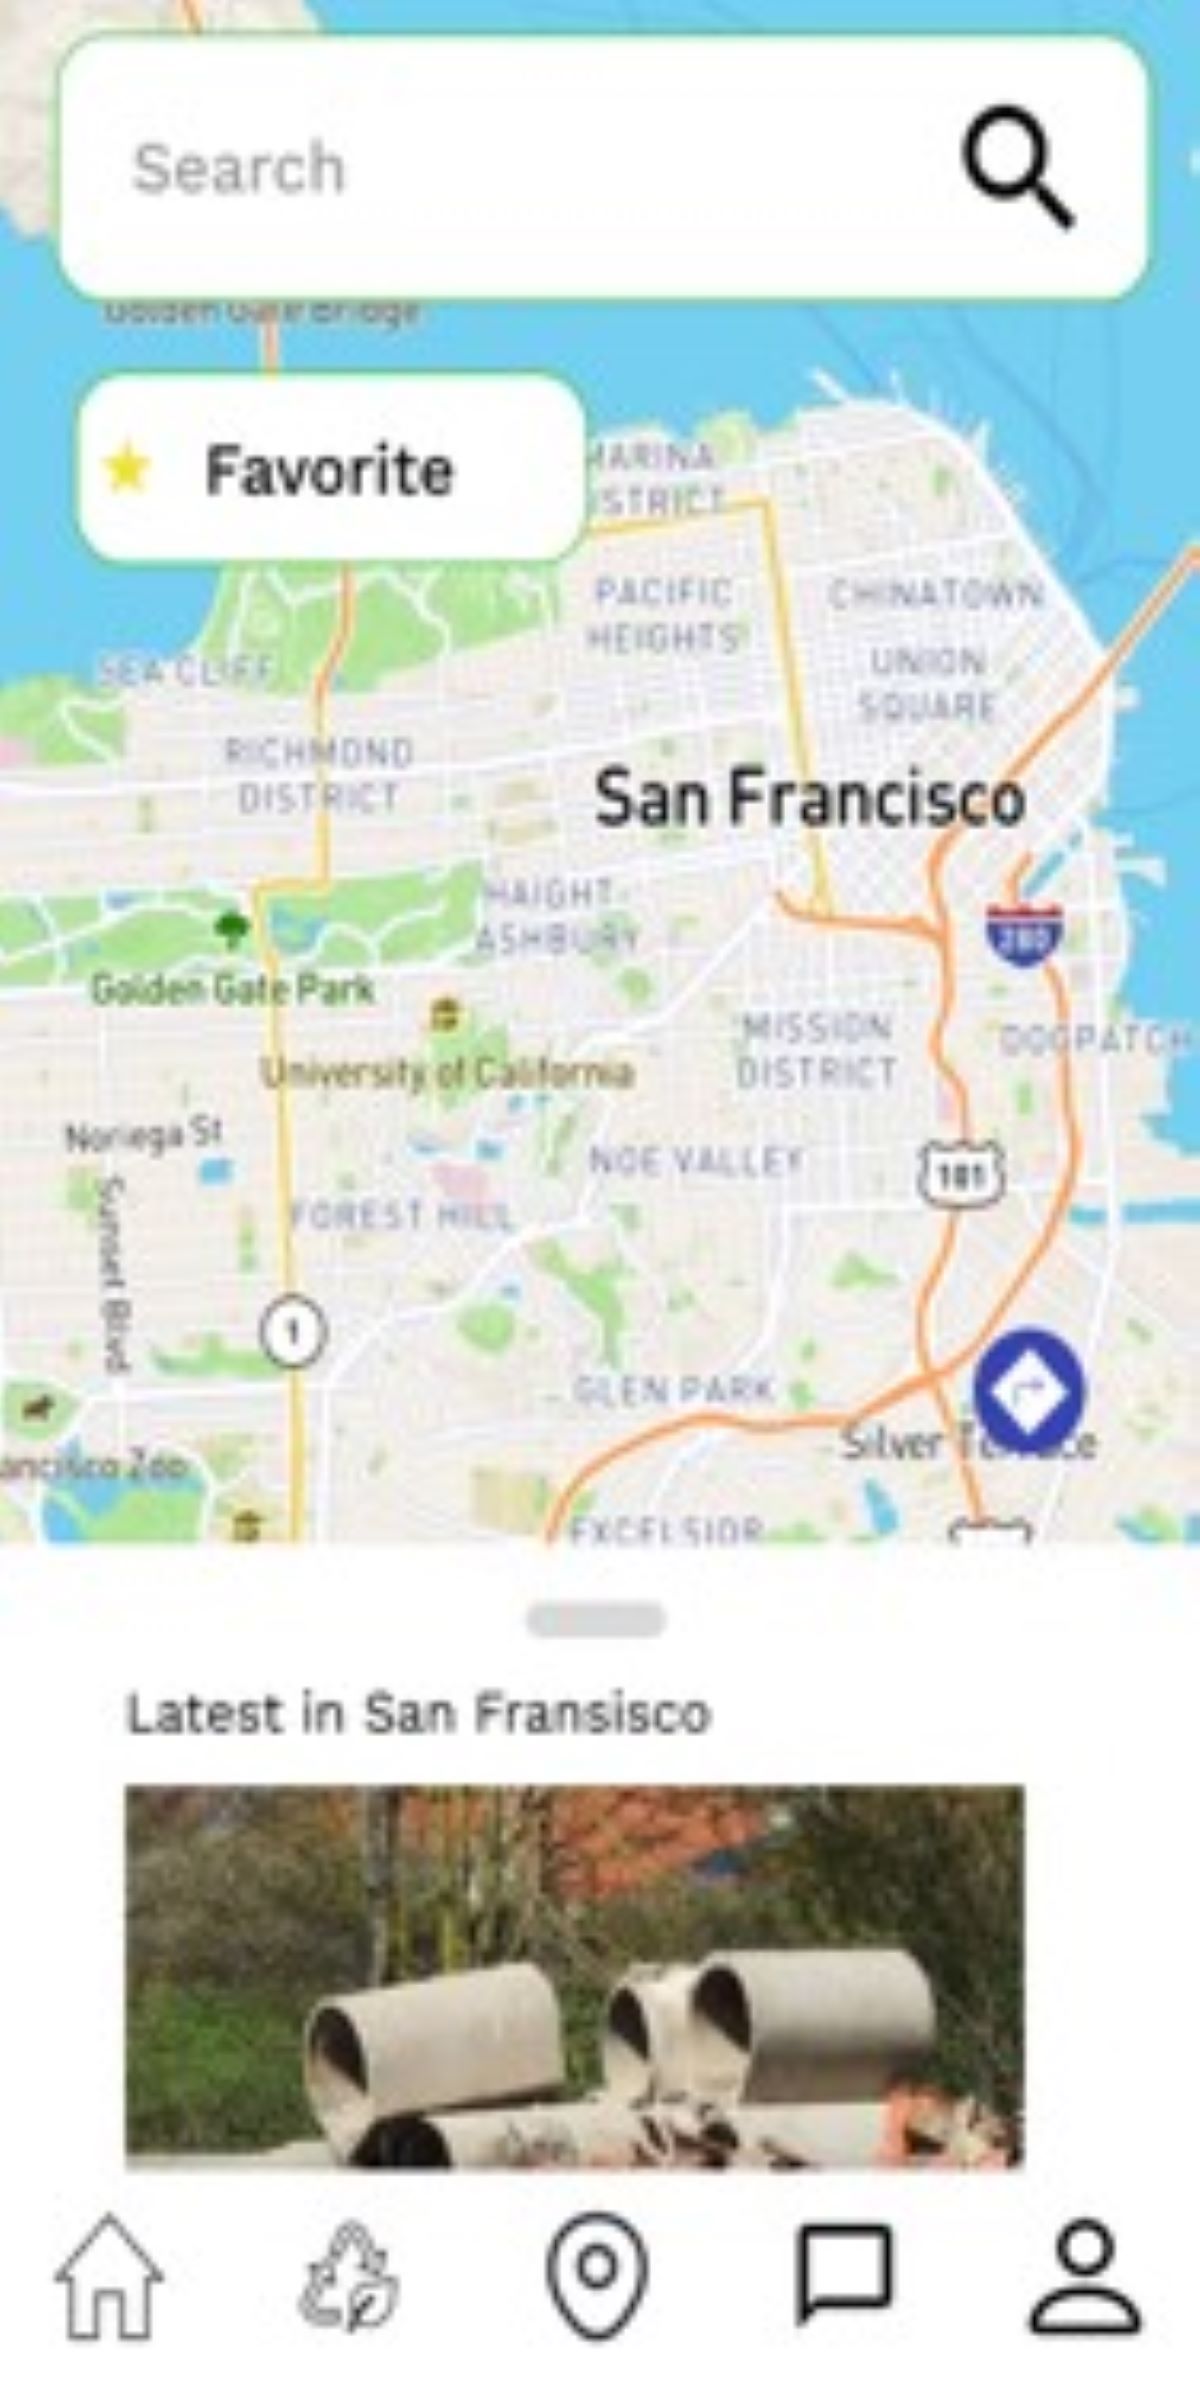 Search
Golden Gate Bridge
Favorite
MARINA
DISTRICT
PACIFIC
HEIGHTS
CHINATOWN
UNION
SQUARE
SEA CLIFF
RICHMOND
DISTRICT
San Francisco
HAIGHT-
ASHBURY
280
Golden Gate Park
University of California
MISSION
DISTRICT
DOGPATCH
Noriega St
Sunset Blvd
NOE VALLEY
101
FOREST HILL
1
GLEN PARK
Silver Terrace
ancisco Zoo
EXCELSIOR
Latest in San Fransisco